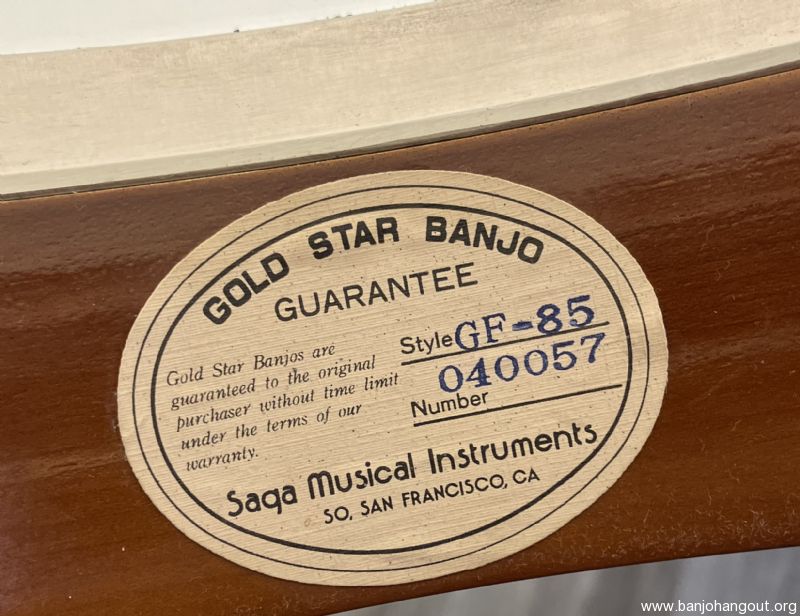 GOLD STAR BANJO
GUARANTEE
Gold Star Banjos are
guaranteed to the original
purchaser without time limit
under the terms of our
warranty.
Style GF-85
040057
Number
Saga Musical Instruments
SO, SAN FRANCISCO, CA
www.banjohangout.org